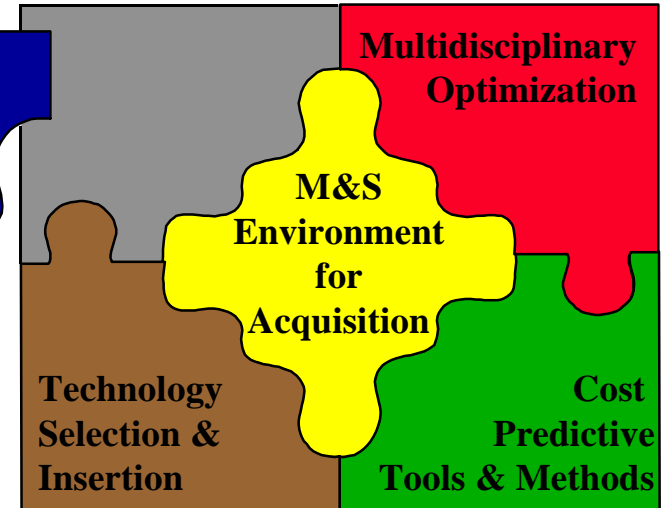 Multidisciplinary
Optimization
M&S
Environment
for
Acquisition
Technology
Selection &
Insertion
Cost
Predictive
Tools & Methods